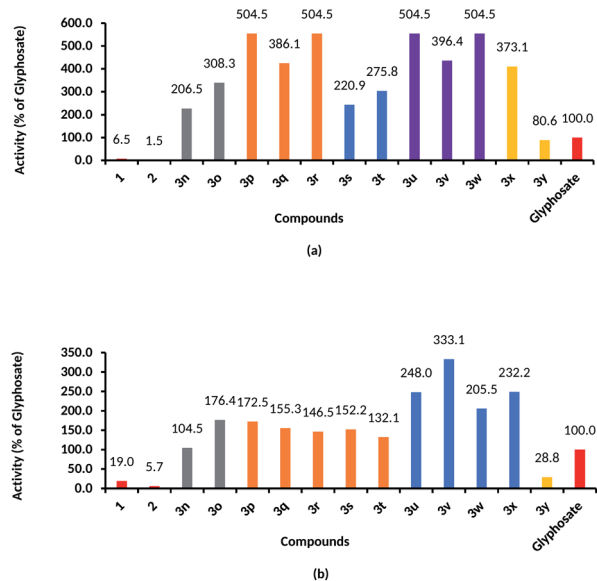 504.5 504.5 504.5 504.5
600.0
500.0
400.0
300.0
200.0
100.0
0.0
Activity (% of Glyphosate)
6.5 1.5 206.5 308.3 386.1 220.9 275.8 396.4 373.1 80.6 100.0
1 2 3n 3o 3p 3q 3r 3s 3t 3u 3v 3w 3x 3y Glyphosate
Compounds
(a)
350.0
300.0
250.0
200.0
150.0
100.0
50.0
0.0
Activity (% of Glyphosate)
19.0 5.7 104.5 176.4 172.5 155.3 146.5 152.2 132.1 248.0 333.1 205.5 232.2 28.8 100.0
1 2 3n 3o 3p 3q 3r 3s 3t 3u 3v 3w 3x 3y Glyphosate
Compounds
(b)